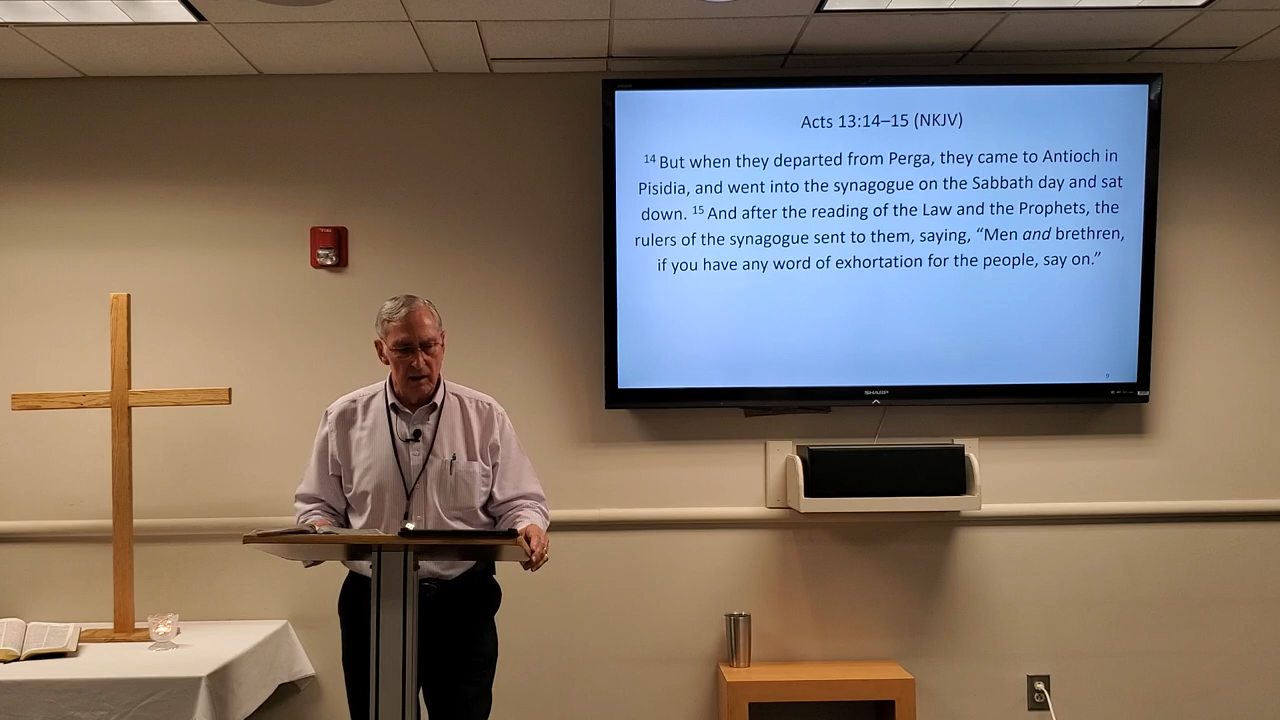 Acts 13:14–15 (NKJV)
14 But when they departed from Perga, they came to Antioch in
Pisidia, and went into the synagogue on the Sabbath day and sat
down. 15 And after the reading of the Law and the Prophets, the
rulers of the synagogue sent to them, saying, “Men and brethren,
if you have any word of exhortation for the people, say on.”
9
SHARP
FIRE